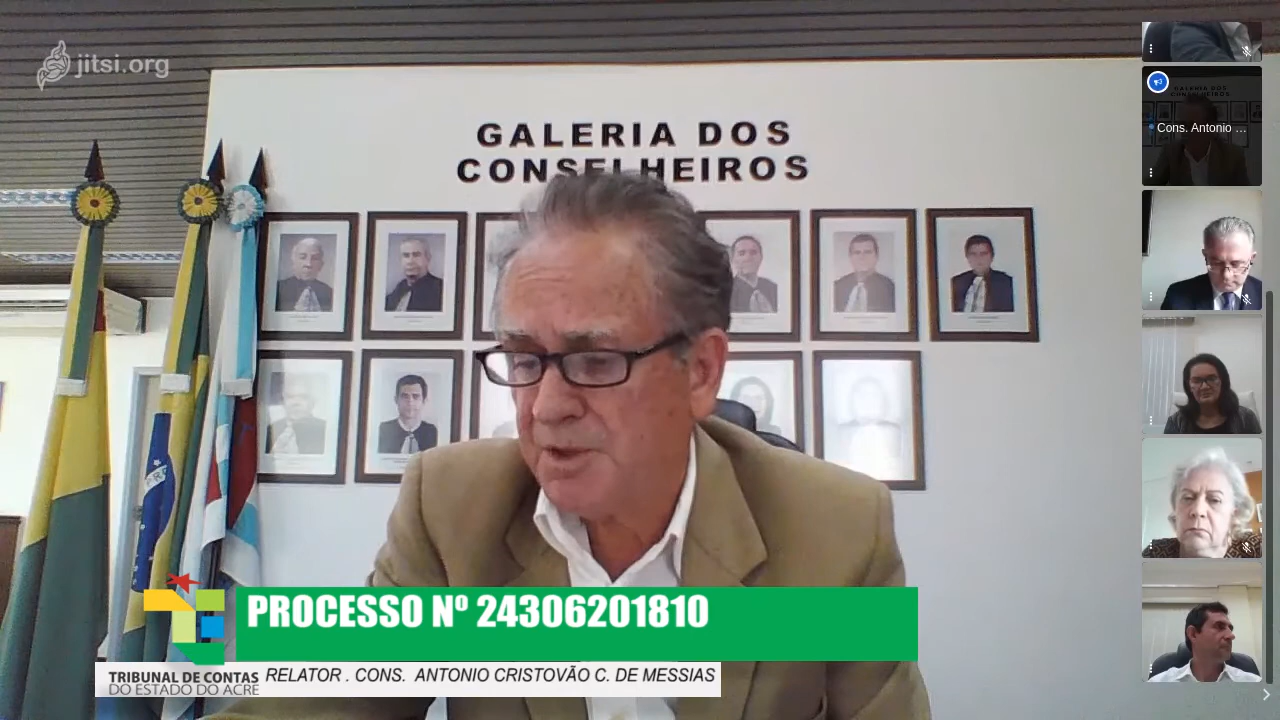 jitsi.org
GALERIA DOS
CONSELHEIROS
Cons. Antonio ...
PROCESSO Nº 24306201810
RELATOR . CONS. ANTONIO CRISTOVÃO C. DE MESSIAS
TRIBUNAL DE CONTAS
DO ESTADO DO ACRE